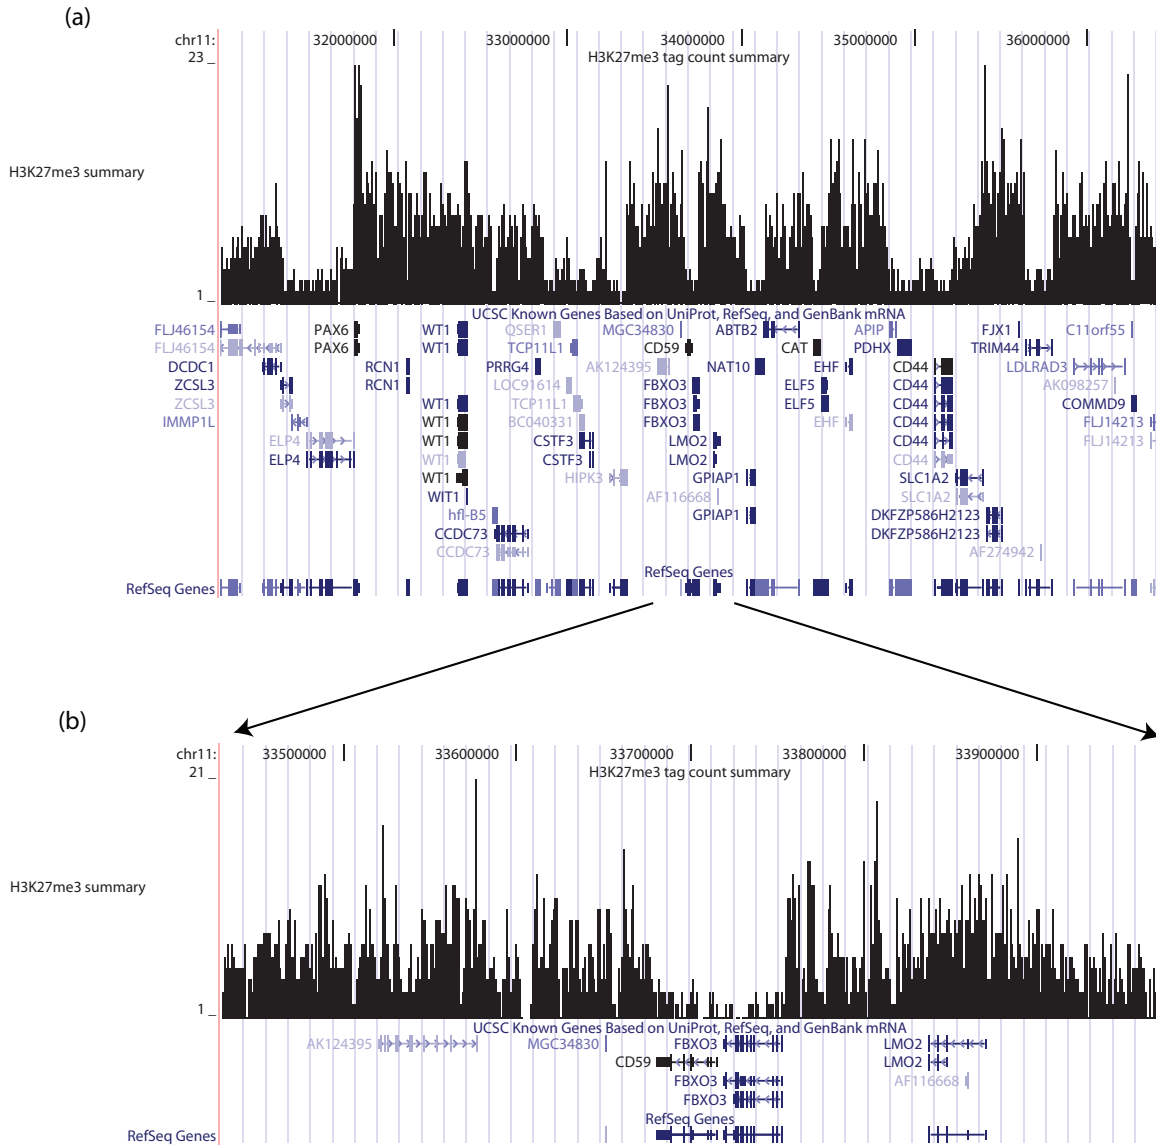 (a)
chr11: 32000000 33000000 34000000 35000000 36000000
23 _ H3K27me3 tag count summary
H3K27me3 summary
1 _
UCSC Known Genes Based on UniProt, RefSeq, and GenBank mRNA
FLJ46154 PAX6 WT1 QSER1 MGC34830 ABTB2 APIP FJX1 C11orf55
FLJ46154 PAX6 WT1 TCP11L1 CD59 CAT PDHX TRIM44
DCDC1 RCN1 PRRG4 AK124395 NAT10 EHF CD44 LDLRAD3
ZCSL3 RCN1 LOC91614 FBXO3 ELF5 CD44 AK098257
ZCSL3 WT1 TCP11L1 FBXO3 ELF5 CD44 COMMD9
IMMP1L WT1 BC040331 FBXO3 EHF CD44 FLJ14213
ELP4 WT1 CSTF3 LMO2 CD44 FLJ14213
ELP4 WT1 CSTF3 LMO2 CD44
WT1 HIPK3 GPIAP1 SLC1A2
WIT1 AF116668 SLC1A2
hfl-B5 GPIAP1 DKFZP586H2123
CCDC73 DKFZP586H2123
CCDC73 AF274942
RefSeq Genes
RefSeq Genes
(b)
chr11: 33500000 33600000 33700000 33800000 33900000
21 _ H3K27me3 tag count summary
H3K27me3 summary
1 _
UCSC Known Genes Based on UniProt, RefSeq, and GenBank mRNA
AK124395 MGC34830 FBXO3 LMO2
CD59 LMO2
FBXO3 AF116668
FBXO3
RefSeq Genes
RefSeq Genes